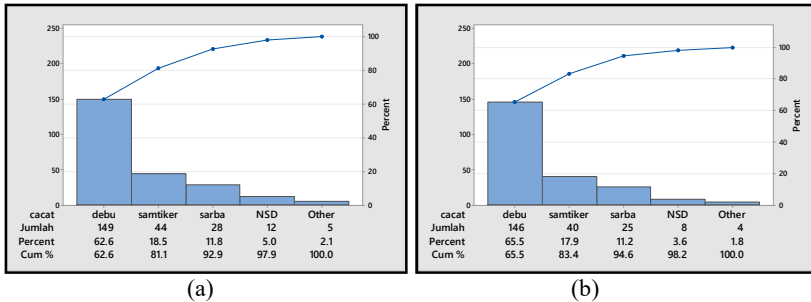 250
200
150
100
50
0
100
80
60
40
20
0
Percent
cacat debu samtiker sarba NSD Other
Jumlah 149 44 28 12 5
Percent 62.6 18.5 11.8 5.0 2.1
Cum % 62.6 81.1 92.9 97.9 100.0
(a)
250
200
150
100
50
0
100
80
60
40
20
0
Percent
cacat debu samtiker sarba NSD Other
Jumlah 146 40 25 8 4
Percent 65.5 17.9 11.2 3.6 1.8
Cum % 65.5 83.4 94.6 98.2 100.0
(b)